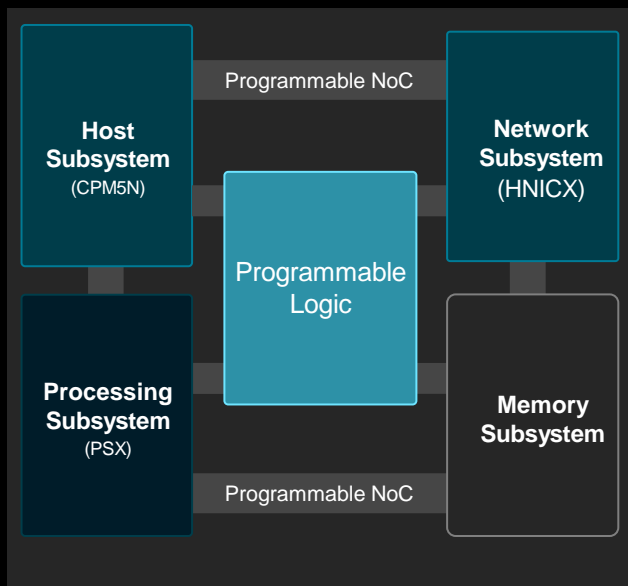 Programmable NoC
Host
Subsystem
(CPM5N)
Network
Subsystem
(HNICX)
Programmable
Logic
Processing
Subsystem
(PSX)
Memory
Subsystem
Programmable NoC